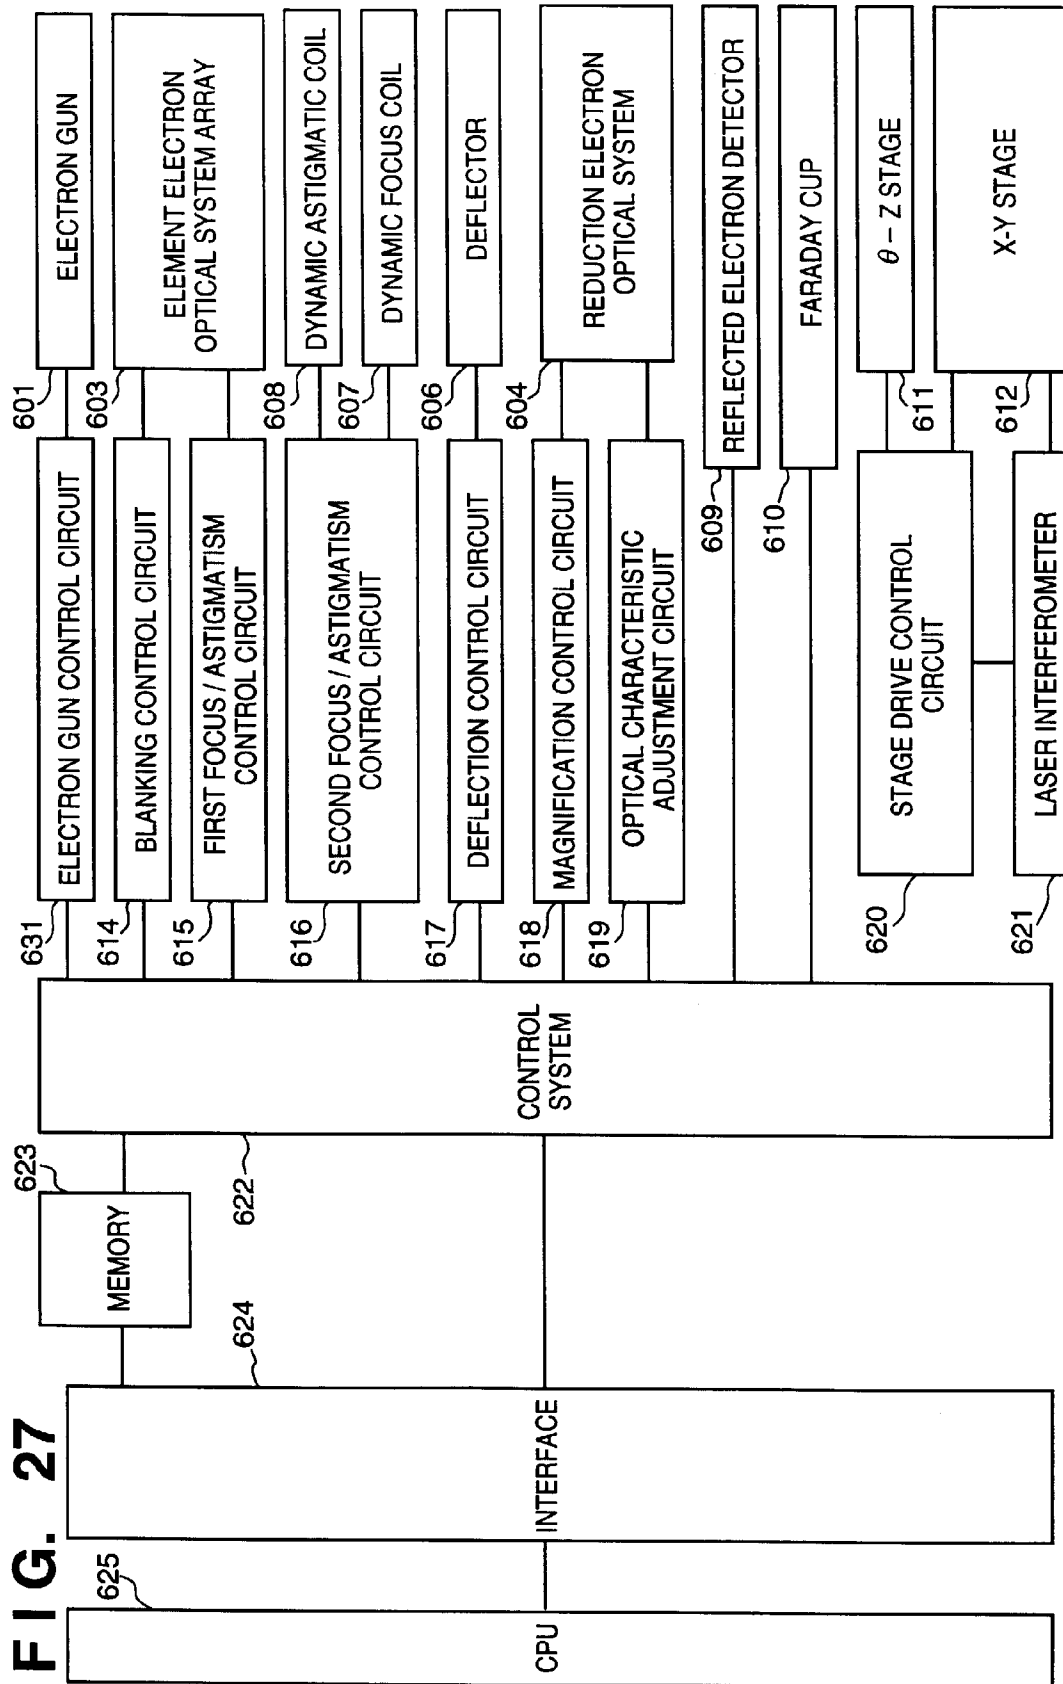 FIG. 27
625
CPU
624
INTERFACE
623
MEMORY
622
CONTROL
SYSTEM
631
ELECTRON GUN CONTROL CIRCUIT
601
ELECTRON GUN
614
BLANKING CONTROL CIRCUIT
603
ELEMENT ELECTRON
OPTICAL SYSTEM ARRAY
615
FIRST FOCUS / ASTIGMATISM
CONTROL CIRCUIT
616
SECOND FOCUS / ASTIGMATISM
CONTROL CIRCUIT
608
DYNAMIC ASTIGMATIC COIL
607
DYNAMIC FOCUS COIL
617
DEFLECTION CONTROL CIRCUIT
606
DEFLECTOR
618
MAGNIFICATION CONTROL CIRCUIT
604
REDUCTION ELECTRON
OPTICAL SYSTEM
619
OPTICAL CHARACTERISTIC
ADJUSTMENT CIRCUIT
609
REFLECTED ELECTRON DETECTOR
610
FARADAY CUP
620
STAGE DRIVE CONTROL
CIRCUIT
611
θ – Z STAGE
612
X-Y STAGE
621
LASER INTERFEROMETER